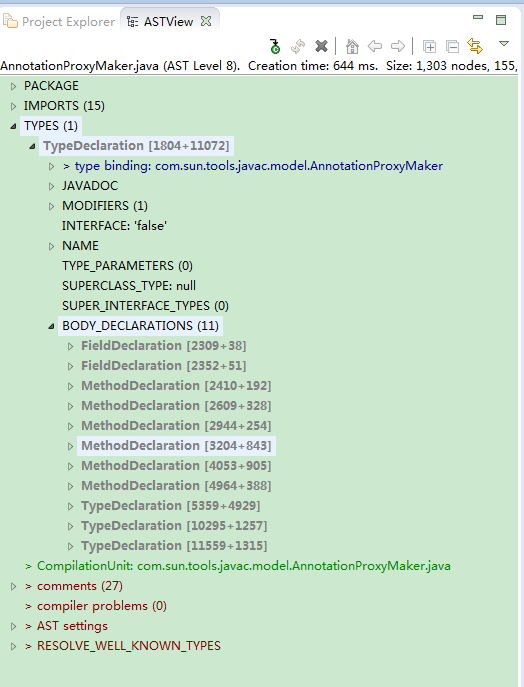 Project Explorer ASTView
AnnotationProxyMaker.java (AST Level 8). Creation time: 644 ms. Size: 1,303 nodes, 155,
PACKAGE
IMPORTS (15)
TYPES (1)
TypeDeclaration [1804+11072]
> type binding: com.sun.tools.javac.model.AnnotationProxyMaker
JAVADOC
MODIFIERS (1)
INTERFACE: 'false'
NAME
TYPE_PARAMETERS (0)
SUPERCLASS_TYPE: null
SUPER_INTERFACE_TYPES (0)
BODY_DECLARATIONS (11)
FieldDeclaration [2309+38]
FieldDeclaration [2352+51]
MethodDeclaration [2410+192]
MethodDeclaration [2609+328]
MethodDeclaration [2944+254]
MethodDeclaration [3204+843]
MethodDeclaration [4053+905]
MethodDeclaration [4964+388]
TypeDeclaration [5359+4929]
TypeDeclaration [10295+1257]
TypeDeclaration [11559+1315]
> CompilationUnit: com.sun.tools.javac.model.AnnotationProxyMaker.java
> comments (27)
> compiler problems (0)
> AST settings
> RESOLVE_WELL_KNOWN_TYPES